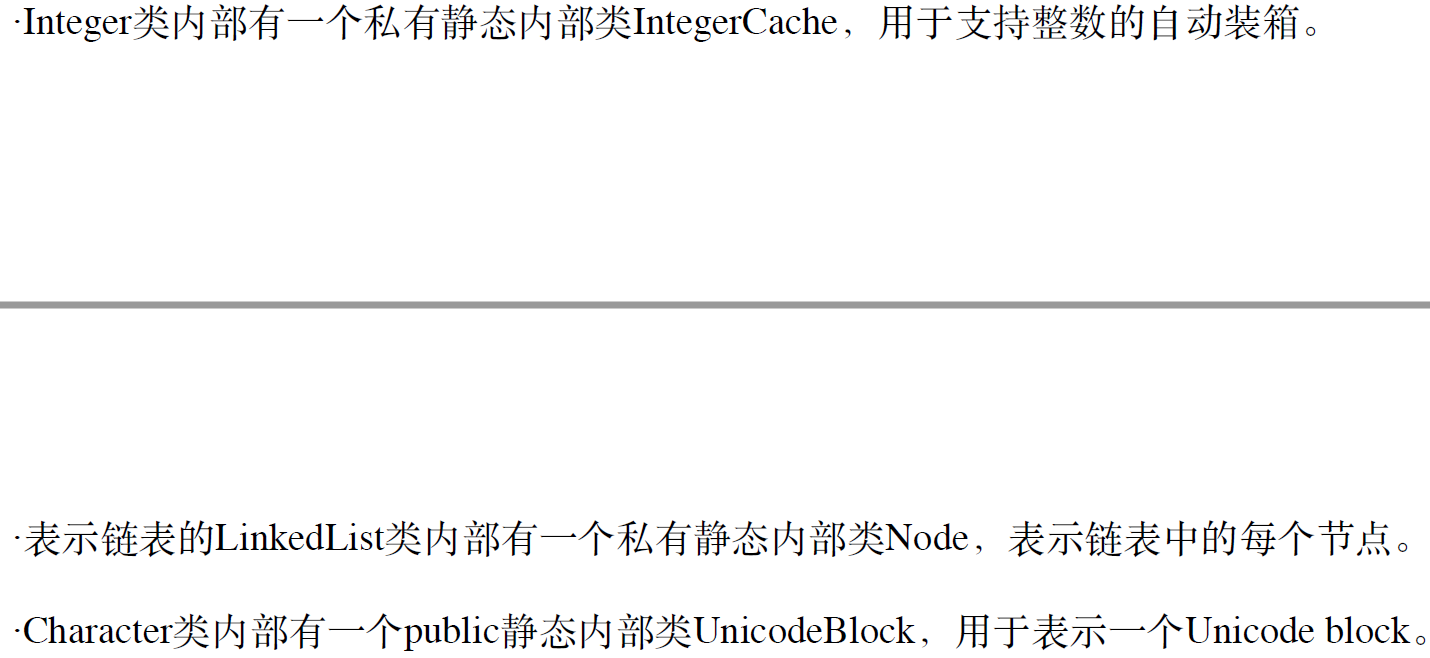 ·Integer类内部有一个私有静态内部类IntegerCache，用于支持整数的自动装箱。
·表示链表的LinkedList类内部有一个私有静态内部类Node，表示链表中的每个节点。
·Character类内部有一个public静态内部类UnicodeBlock，用于表示一个Unicode block。